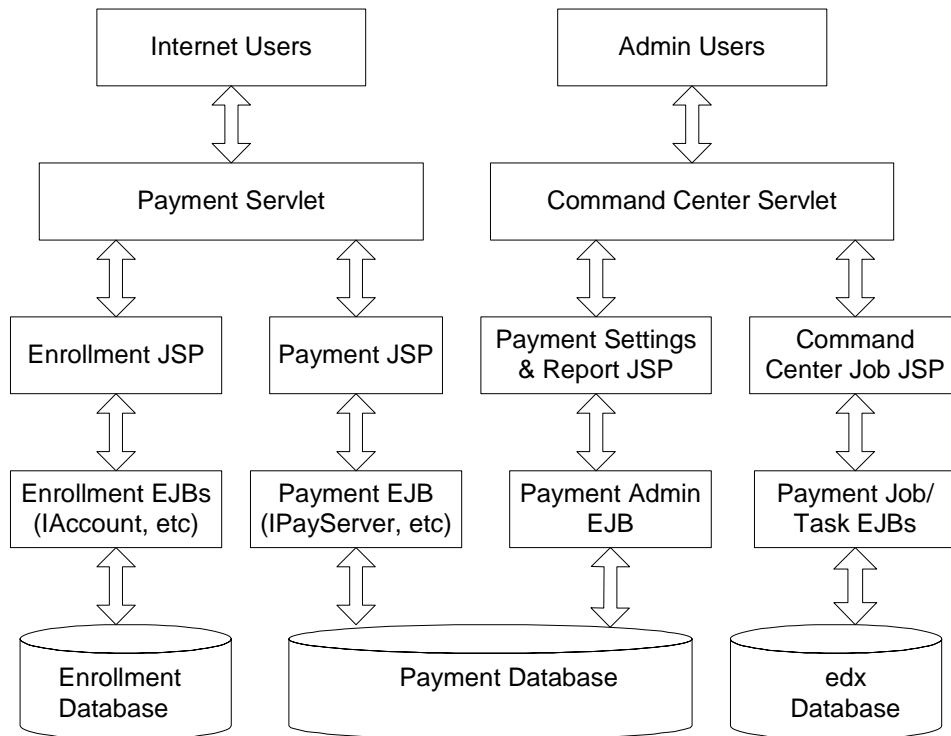 Internet Users
Admin Users
Payment Servlet
Command Center Servlet
Enrollment JSP
Payment JSP
Payment Settings
& Report JSP
Command
Center Job JSP
Enrollment EJBs
(IAccount, etc)
Payment EJB
(IPayServer, etc)
Payment Admin
EJB
Payment Job/
Task EJBs
Enrollment
Database
Payment Database
edx
Database